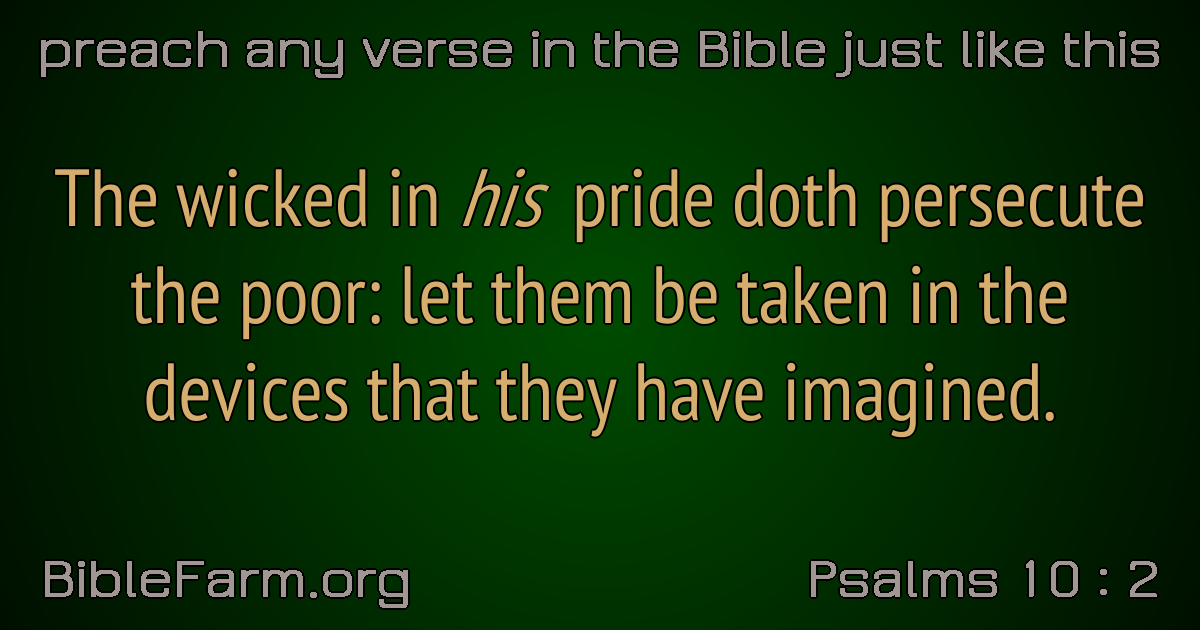 preach any verse in the Bible just like this
The wicked in his pride doth persecute
the poor: let them be taken in the
devices that they have imagined.
BibleFarm.org
Psalms 10 : 2